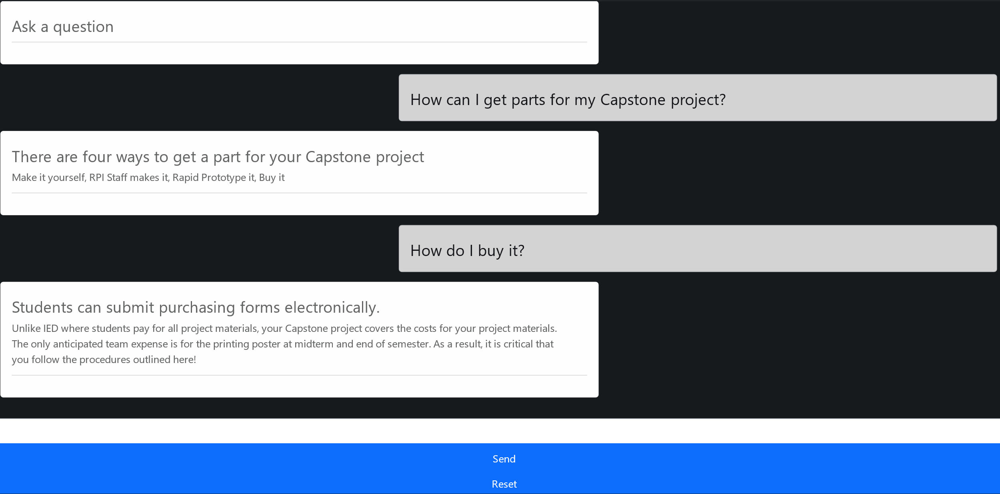 Ask a question
How can I get parts for my Capstone project?
There are four ways to get a part for your Capstone project
Make it yourself, RPI Staff makes it, Rapid Prototype it, Buy it
How do I buy it?
Students can submit purchasing forms electronically.
Unlike IED where students pay for all project materials, your Capstone project covers the costs for your project materials.
The only anticipated team expense is for the printing poster at midterm and end of semester. As a result, it is critical that
you follow the procedures outlined here!
Send
Reset